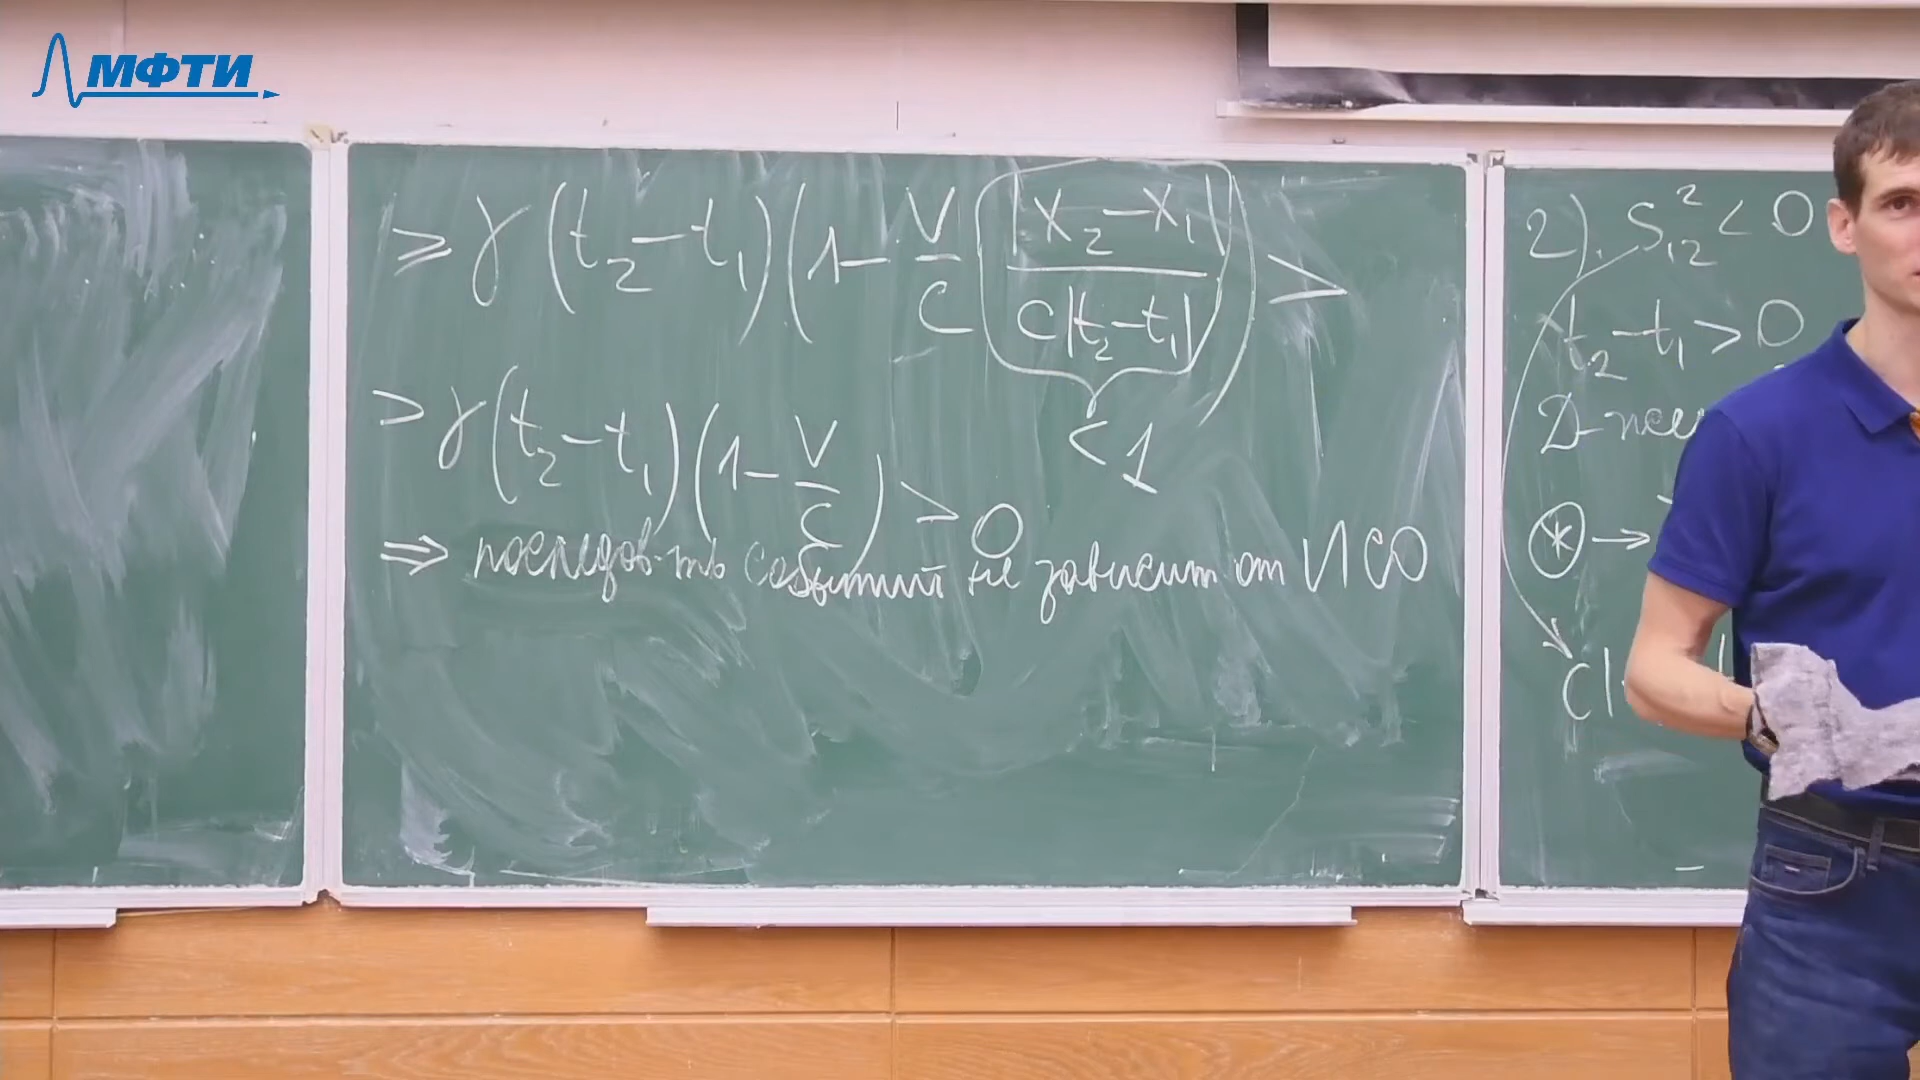 МФТИ
≥ γ(t₂ − t₁)(1 − V/C |x₂ − x₁| / C|t₂ − t₁|) >
< 1
> γ(t₂ − t₁)(1 − V/C) > 0
⇒ последов-ть событий не зависит от ИСО
2). S₁₂² < 0
t₂ − t₁ > 0
⊛ →
C|